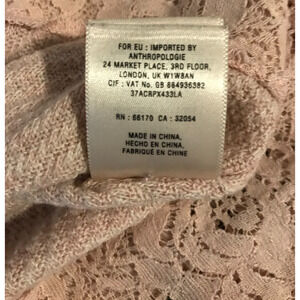 FOR EU : IMPORTED BY
ANTHROPOLOGIE
24 MARKET PLACE, 3RD FLOOR,
LONDON, UK W1W8AN
CIF : VAT No. GB 664936382
37ACRPX433LA
RN : 66170 CA : 32054
MADE IN CHINA,
HECHO EN CHINA,
FABRIQUÉ EN CHINE